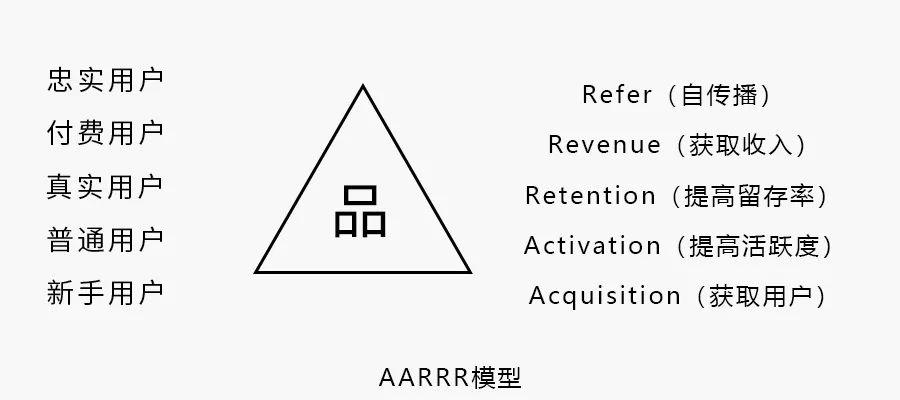 忠实用户
付费用户
真实用户
普通用户
新手用户
品
Refer（自传播）
Revenue（获取收入）
Retention（提高留存率）
Activation（提高活跃度）
Acquisition（获取用户）
AARRR模型